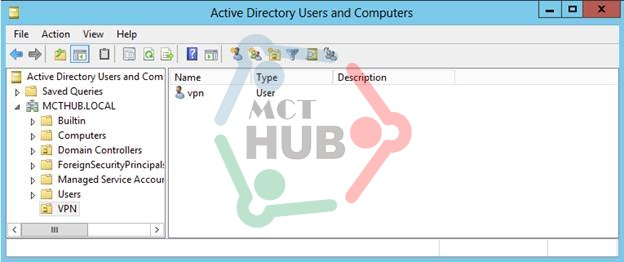 Active Directory Users and Computers
File Action View Help
Active Directory Users and Com
Saved Queries
MCTHUB.LOCAL
Builtin
Computers
Domain Controllers
ForeignSecurityPrincipals
Managed Service Accour
Users
VPN
Name Type Description
vpn User
MCT
HUB